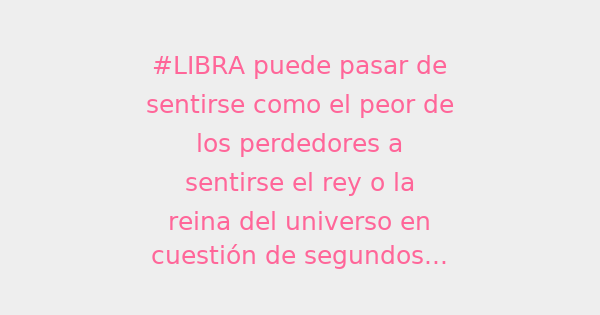 #LIBRA puede pasar de
sentirse como el peor de
los perdedores a
sentirse el rey o la
reina del universo en
cuestión de segundos...